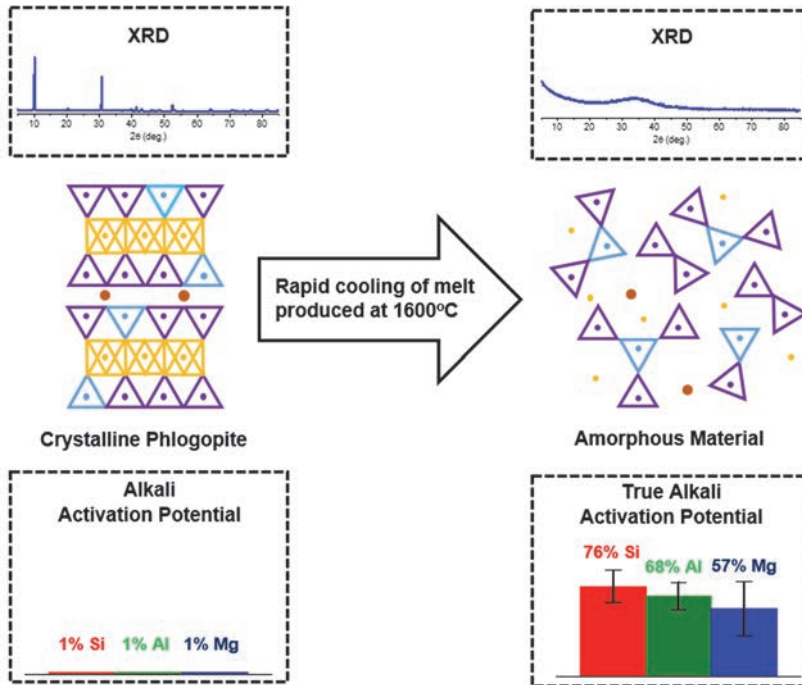 XRD
10 20 30 40 50 60 70 80
2θ (deg.)
XRD
10 20 30 40 50 60 70 80
2θ (deg.)
Rapid cooling of melt
produced at 1600°C
Crystalline Phlogopite
Amorphous Material
Alkali
Activation Potential
1% Si 1% Al 1% Mg
True Alkali
Activation Potential
76% Si 68% Al 57% Mg